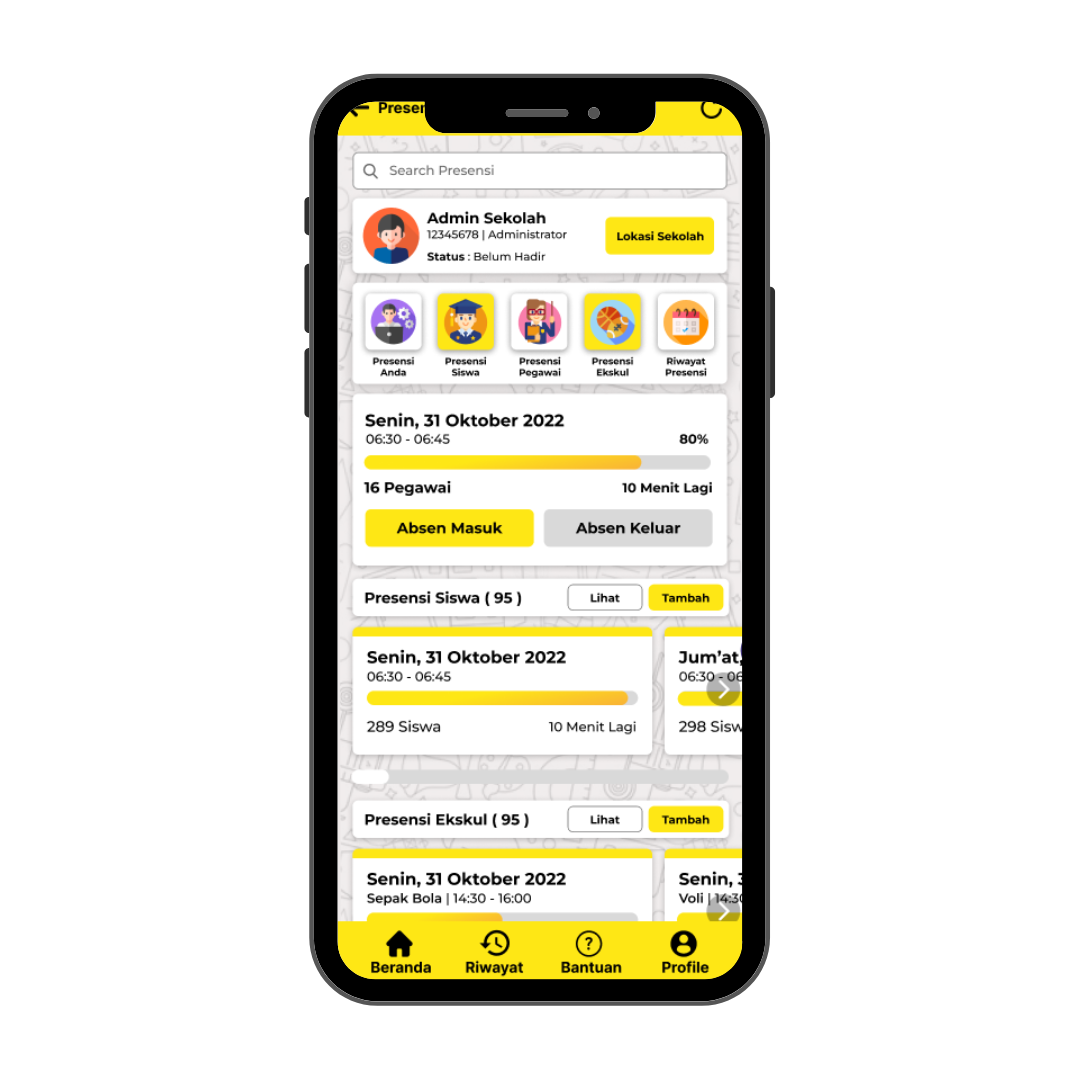 Presen
Search Presensi
Admin Sekolah
12345678 | Administrator
Status : Belum Hadir
Lokasi Sekolah
Presensi
Anda
Presensi
Siswa
Presensi
Pegawai
Presensi
Ekskul
Riwayat
Presensi
Senin, 31 Oktober 2022
06:30 - 06:45
80%
16 Pegawai
10 Menit Lagi
Absen Masuk
Absen Keluar
Presensi Siswa ( 95 )
Lihat
Tambah
Senin, 31 Oktober 2022
06:30 - 06:45
289 Siswa
10 Menit Lagi
Jum’at,
06:30 - 06
298 Sisw
Presensi Ekskul ( 95 )
Lihat
Tambah
Senin, 31 Oktober 2022
Sepak Bola | 14:30 - 16:00
Senin, 3
Voli | 14:30
Beranda
Riwayat
Bantuan
Profile